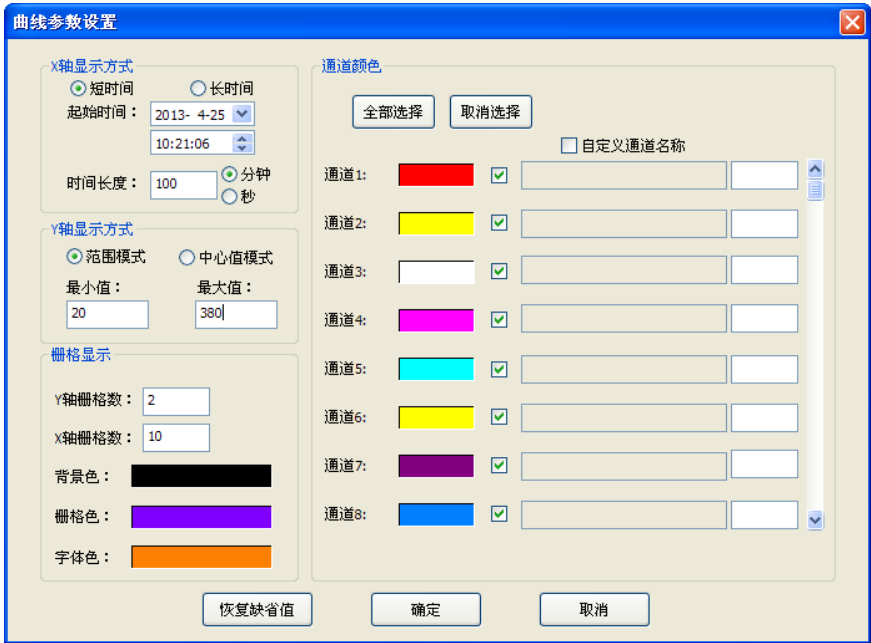 曲线参数设置
X轴显示方式
短时间 长时间
起始时间： 2013- 4-25
10:21:06
时间长度： 100 分钟
秒
Y轴显示方式
范围模式 中心值模式
最小值： 最大值：
20 380
栅格显示
Y轴栅格数： 2
X轴栅格数： 10
背景色：
栅格色：
字体色：
通道颜色
全部选择 取消选择
自定义通道名称
通道1:
通道2:
通道3:
通道4:
通道5:
通道6:
通道7:
通道8:
恢复缺省值 确定 取消